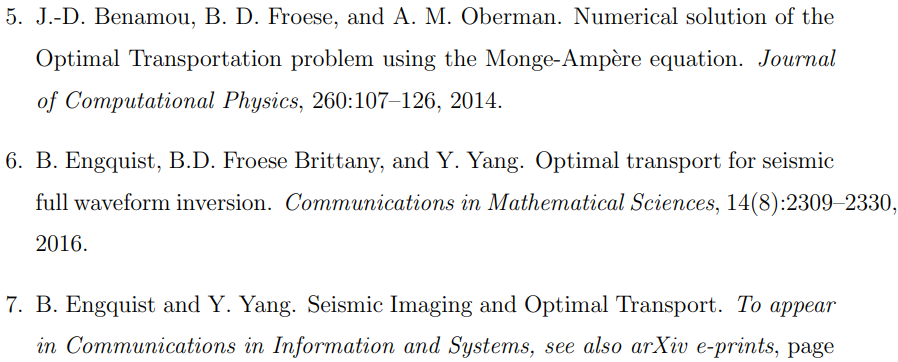 5. J.-D. Benamou, B. D. Froese, and A. M. Oberman. Numerical solution of the
Optimal Transportation problem using the Monge-Ampère equation. Journal
of Computational Physics, 260:107–126, 2014.
6. B. Engquist, B.D. Froese Brittany, and Y. Yang. Optimal transport for seismic
full waveform inversion. Communications in Mathematical Sciences, 14(8):2309–2330,
2016.
7. B. Engquist and Y. Yang. Seismic Imaging and Optimal Transport. To appear
in Communications in Information and Systems, see also arXiv e-prints, page